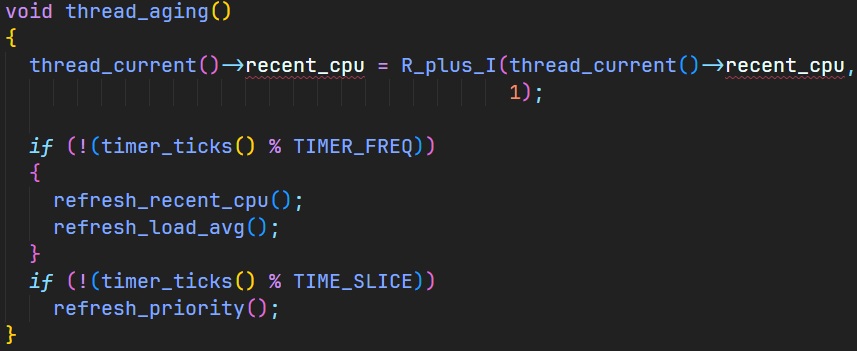 void thread_aging()
{
  thread_current()->recent_cpu = R_plus_I(thread_current()->recent_cpu,
                                          1);

  if (!(timer_ticks() % TIMER_FREQ))
  {
    refresh_recent_cpu();
    refresh_load_avg();
  }
  if (!(timer_ticks() % TIME_SLICE))
    refresh_priority();
}